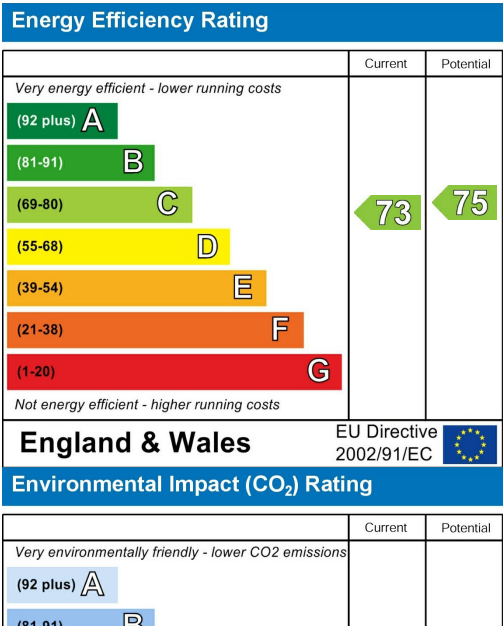 Energy Efficiency Rating
Current Potential
Very energy efficient - lower running costs
(92 plus) A
(81-91) B
(69-80) C
73 75
(55-68) D
(39-54) E
(21-38) F
(1-20) G
Not energy efficient - higher running costs
England & Wales
EU Directive
2002/91/EC
Environmental Impact (CO₂) Rating
Current Potential
Very environmentally friendly - lower CO2 emissions
(92 plus) A
(81-91) B